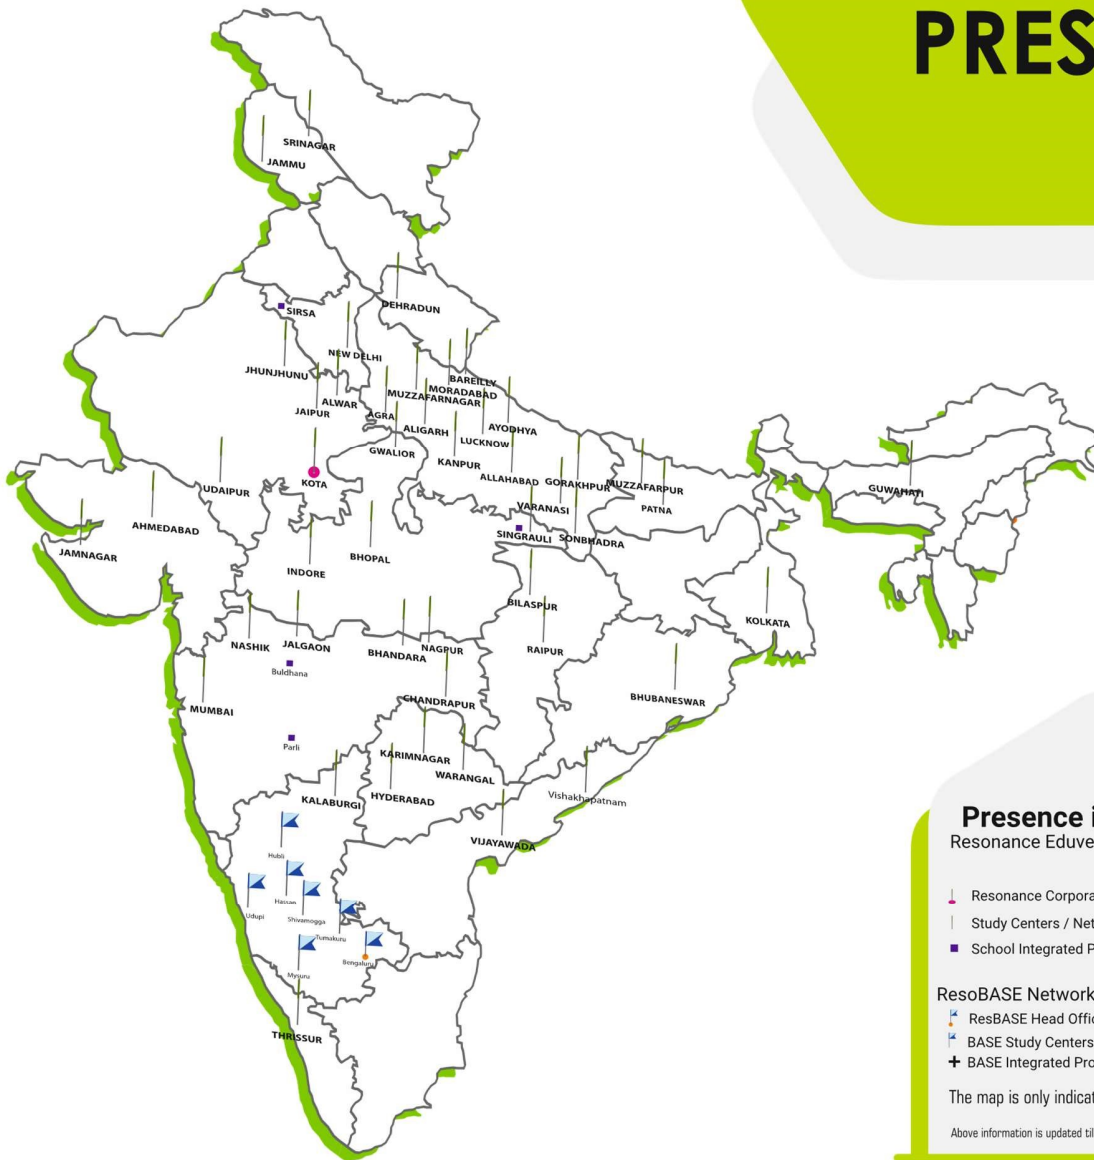 PRES
SRINAGAR
JAMMU
DEHRADUN
SIRSA
NEW DELHI
JHUNJHUNU
BAREILLY
MORADABAD
MUZZAFARNAGAR
ALWAR
JAIPUR
AGRA
ALIGARH
AYODHYA
LUCKNOW
GWALIOR
KANPUR
ALLAHABAD
GORAKHPUR
MUZZAFARPUR
KOTA
UDAIPUR
GUWAHATI
PATNA
VARANASI
AHMEDABAD
SINGRAULI
SONBHADRA
JAMNAGAR
BHOPAL
INDORE
BILASPUR
KOLKATA
NASHIK
JALGAON
BHANDARA
NAGPUR
RAIPUR
Buldhana
BHUBANESWAR
CHANDRAPUR
MUMBAI
Parli
KARIMNAGAR
WARANGAL
KALABURGI
HYDERABAD
Vishakhapatnam
VIJAYAWADA
Hubli
Hassan
Udupi
Shivamogga
Tumakuru
Bengaluru
Mysuru
THRISSUR
Presence i
Resonance Eduve
Resonance Corpora
Study Centers / Net
School Integrated P
ResoBASE Network
ResBASE Head Offic
BASE Study Centers
BASE Integrated Pro
The map is only indicat
Above information is updated til